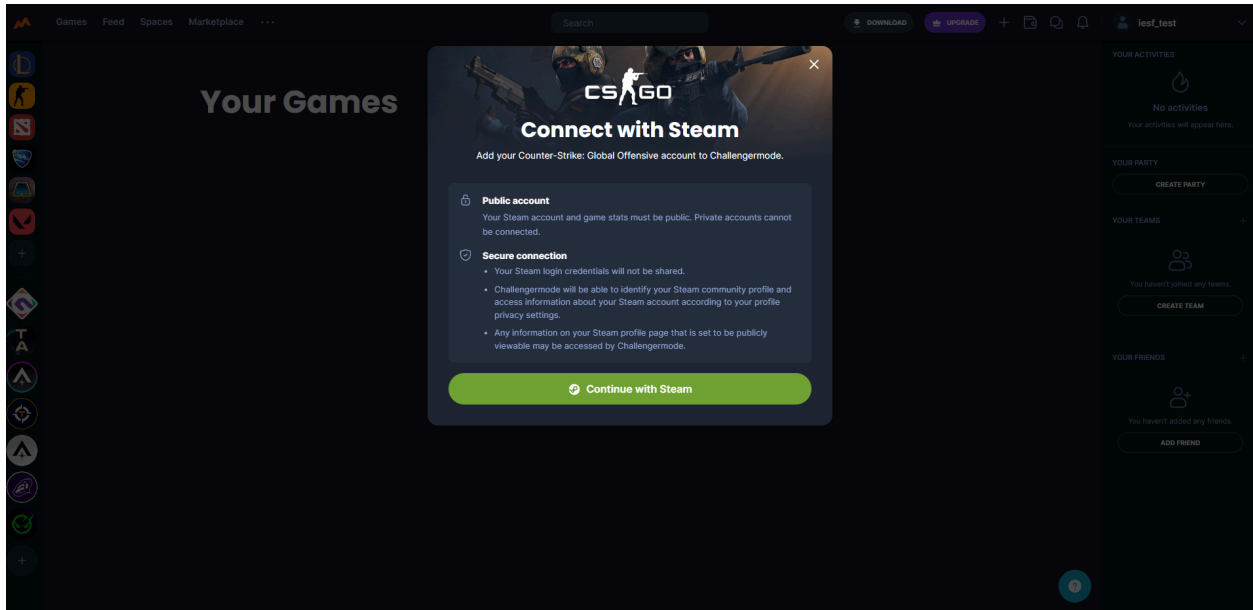 Games Feed Spaces Marketplace ...
Search
DOWNLOAD
UPGRADE
iesf_test
Your Games
CS GO
Connect with Steam
Add your Counter-Strike: Global Offensive account to Challengermode.
Public account
Your Steam account and game stats must be public. Private accounts cannot
be connected.
Secure connection
• Your Steam login credentials will not be shared.
• Challengermode will be able to identify your Steam community profile and
access information about your Steam account according to your profile
privacy settings.
• Any information on your Steam profile page that is set to be publicly
viewable may be accessed by Challengermode.
Continue with Steam
YOUR ACTIVITIES
No activities
Your activities will appear here.
YOUR PARTY
CREATE PARTY
YOUR TEAMS +
You haven't joined any teams.
CREATE TEAM
YOUR FRIENDS +
You haven't added any friends.
ADD FRIEND
T
A
?